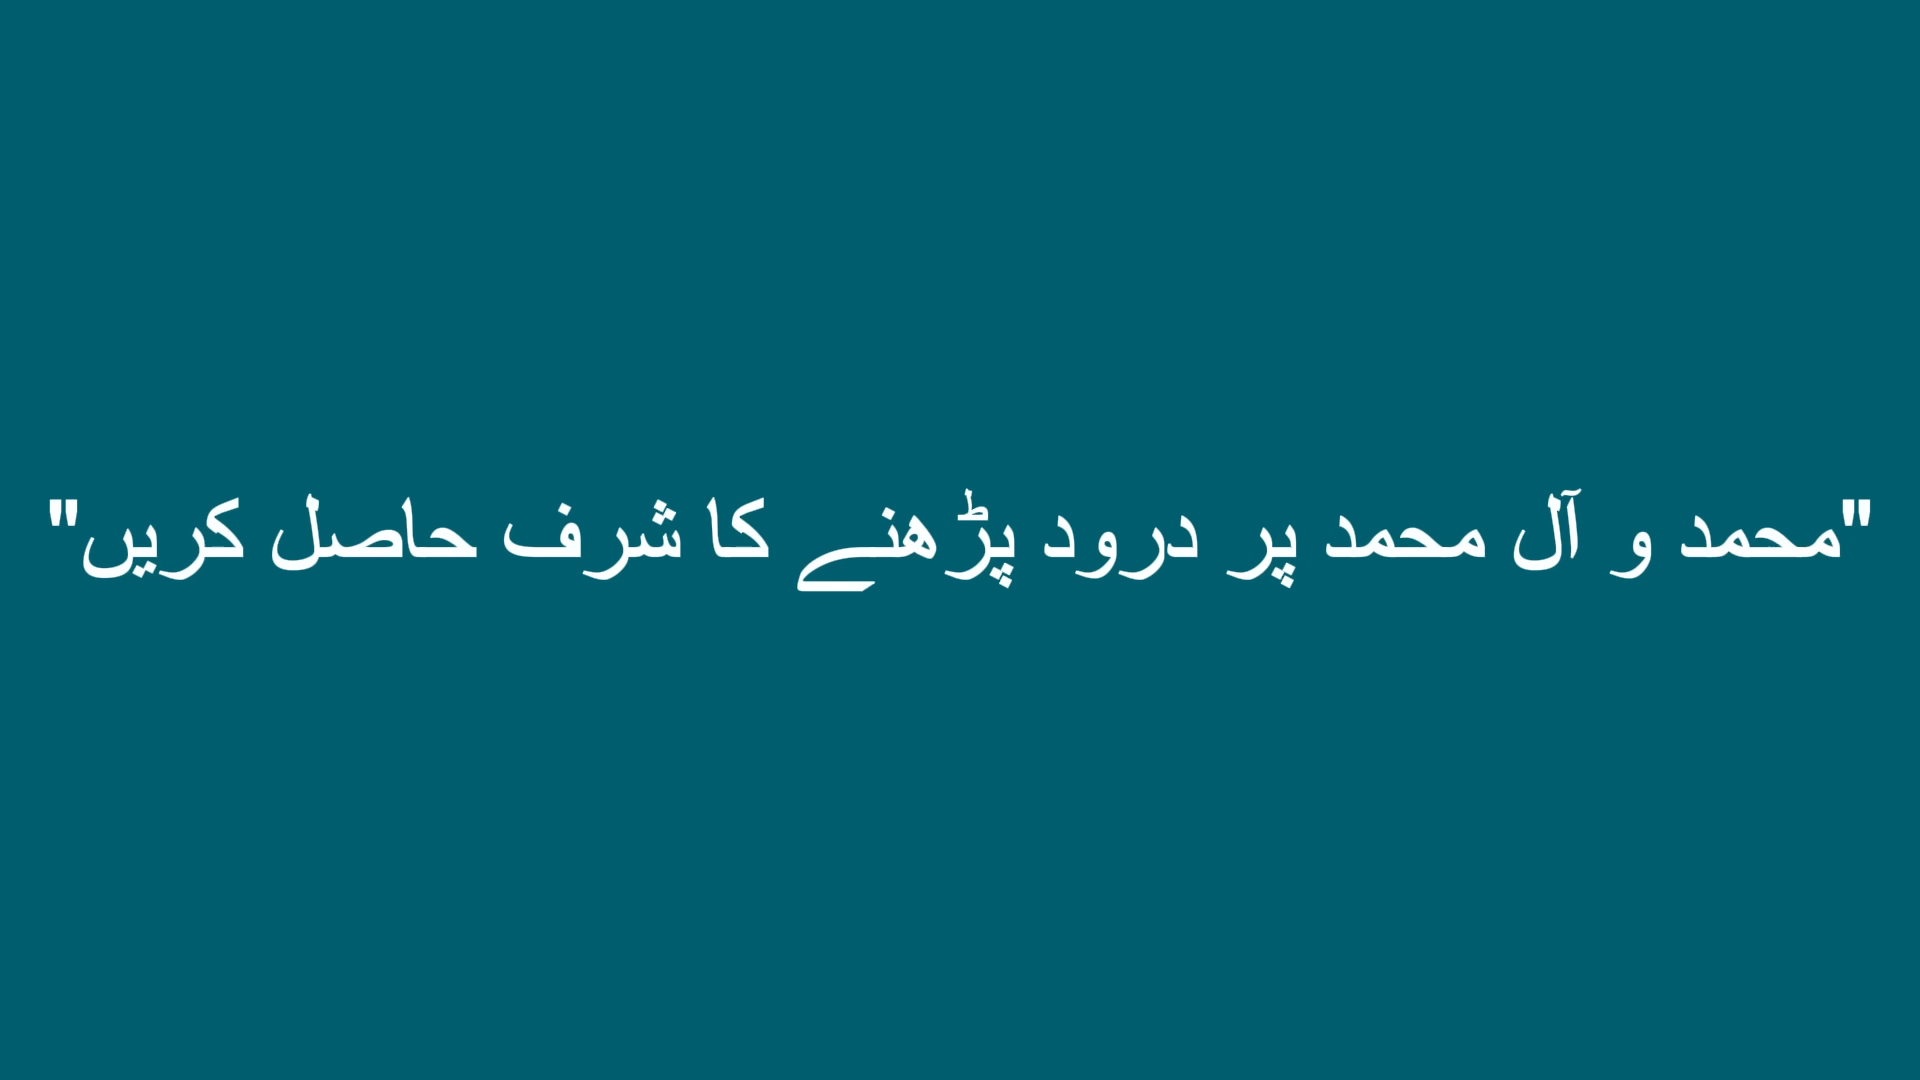 "محمد و آل محمد پر درود پڑھنے کا شرف حاصل کریں"